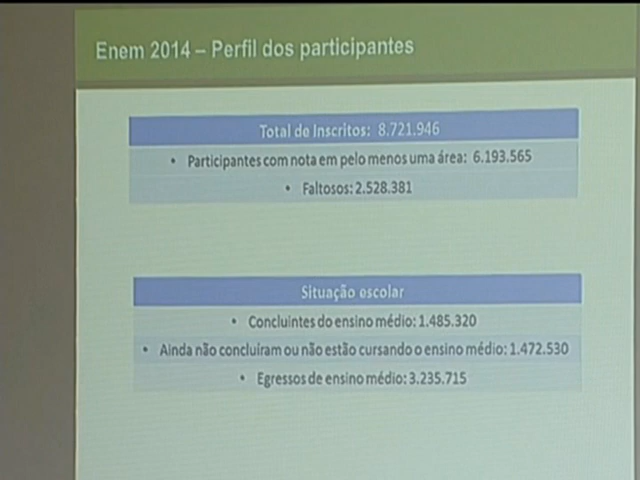 Enem 2014 – Perfil dos participantes
Total de Inscritos: 8.721.946
• Participantes com nota em pelo menos uma área: 6.193.565
• Faltosos: 2.528.381
Situação escolar
• Concluintes do ensino médio: 1.485.320
• Ainda não concluíram ou não estão cursando o ensino médio: 1.472.530
• Egressos de ensino médio: 3.235.715